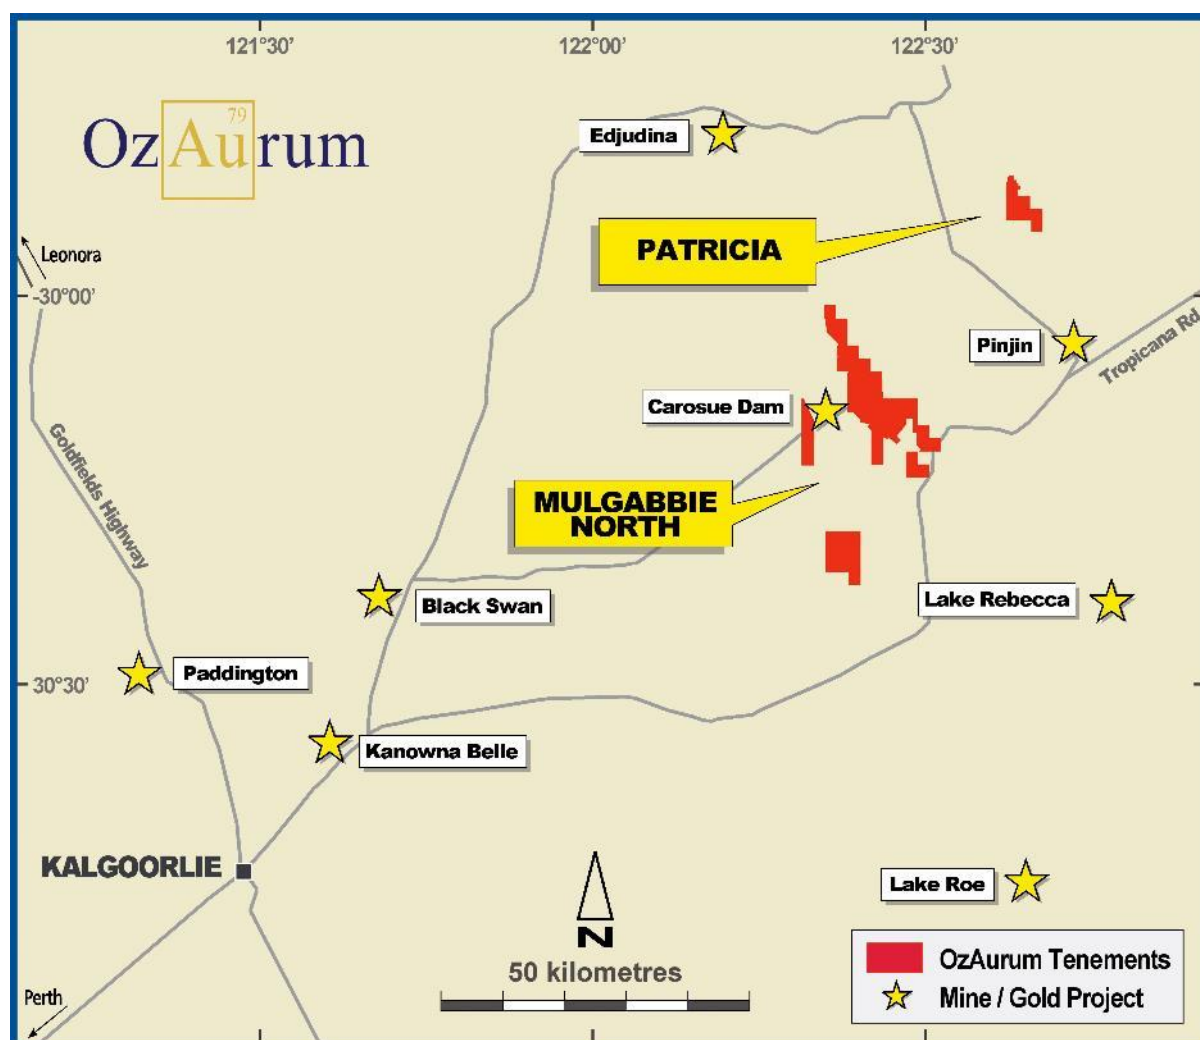 121°30'
122°00'
122°30'
79
OzAurum
Edjudina
PATRICIA
Leonora
-30°00'
Pinjin
Tropicana Rd
Carosue Dam
Goldfields Highway
MULGABBIE
NORTH
Black Swan
Lake Rebecca
Paddington
30°30'
Kanowna Belle
KALGOORLIE
Lake Roe
N
50 kilometres
OzAurum Tenements
Mine / Gold Project
Perth